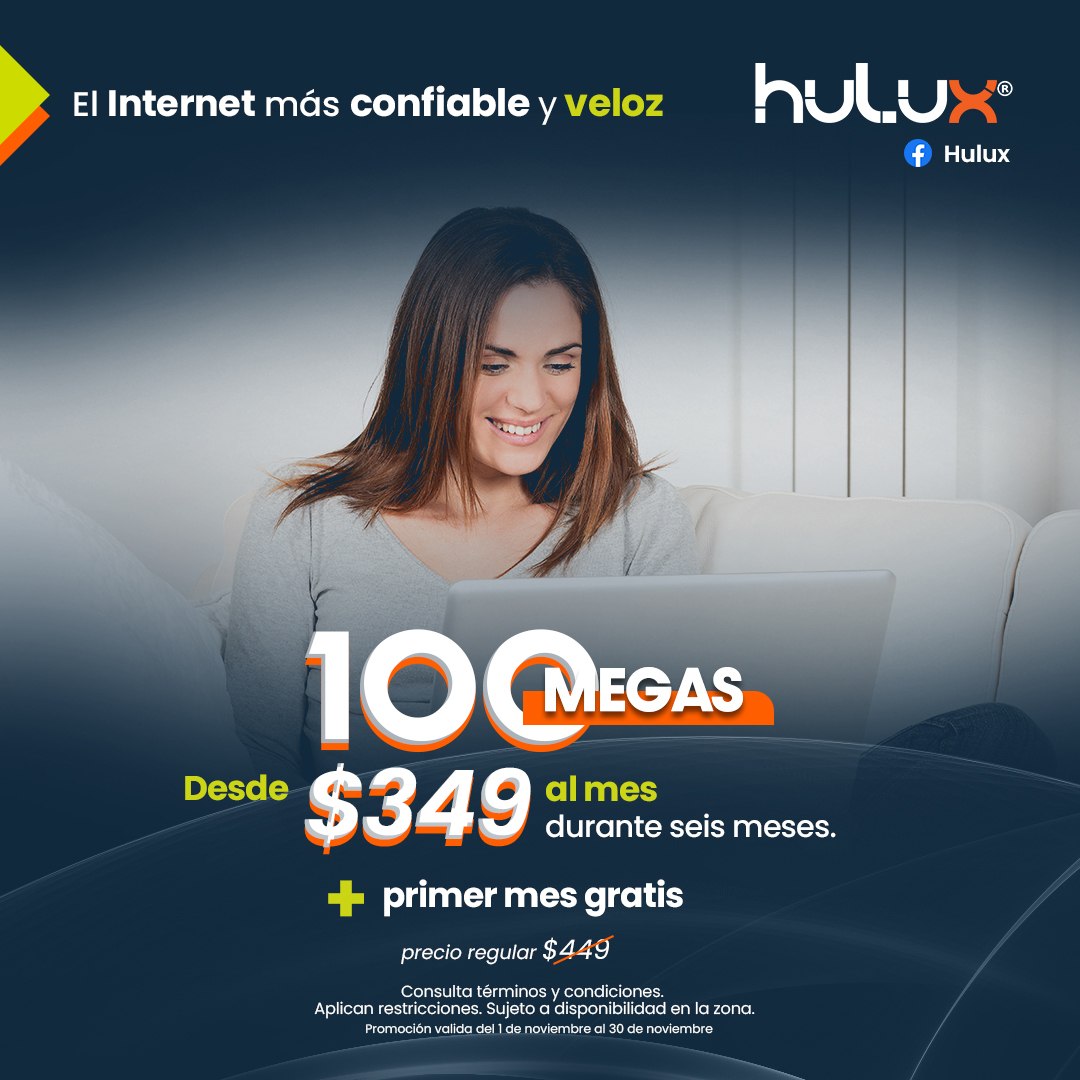 El Internet más confiable y veloz
hulux®
Hulux
100 MEGAS
Desde $349 al mes
durante seis meses.
+ primer mes gratis
precio regular $449
Consulta términos y condiciones.
Aplican restricciones. Sujeto a disponibilidad en la zona.
Promoción valida del 1 de noviembre al 30 de noviembre